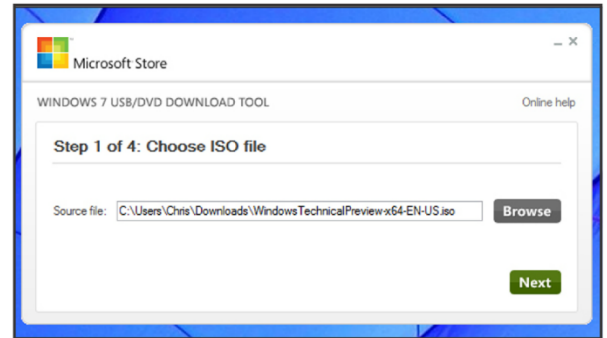 Microsoft Store
WINDOWS 7 USB/DVD DOWNLOAD TOOL
Online help
Step 1 of 4: Choose ISO file
Source file: C:\Users\Chris\Downloads\WindowsTechnicalPreview-x64-EN-US.iso Browse
Next